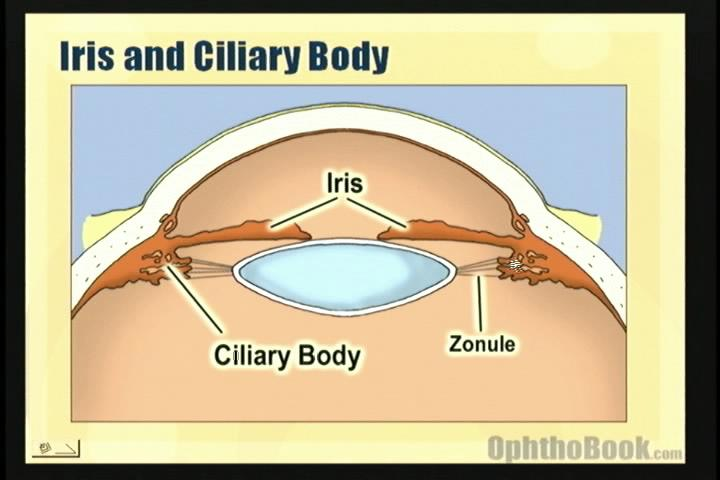 Iris and Ciliary Body
Iris
Ciliary Body
Zonule
OphthoBook.com